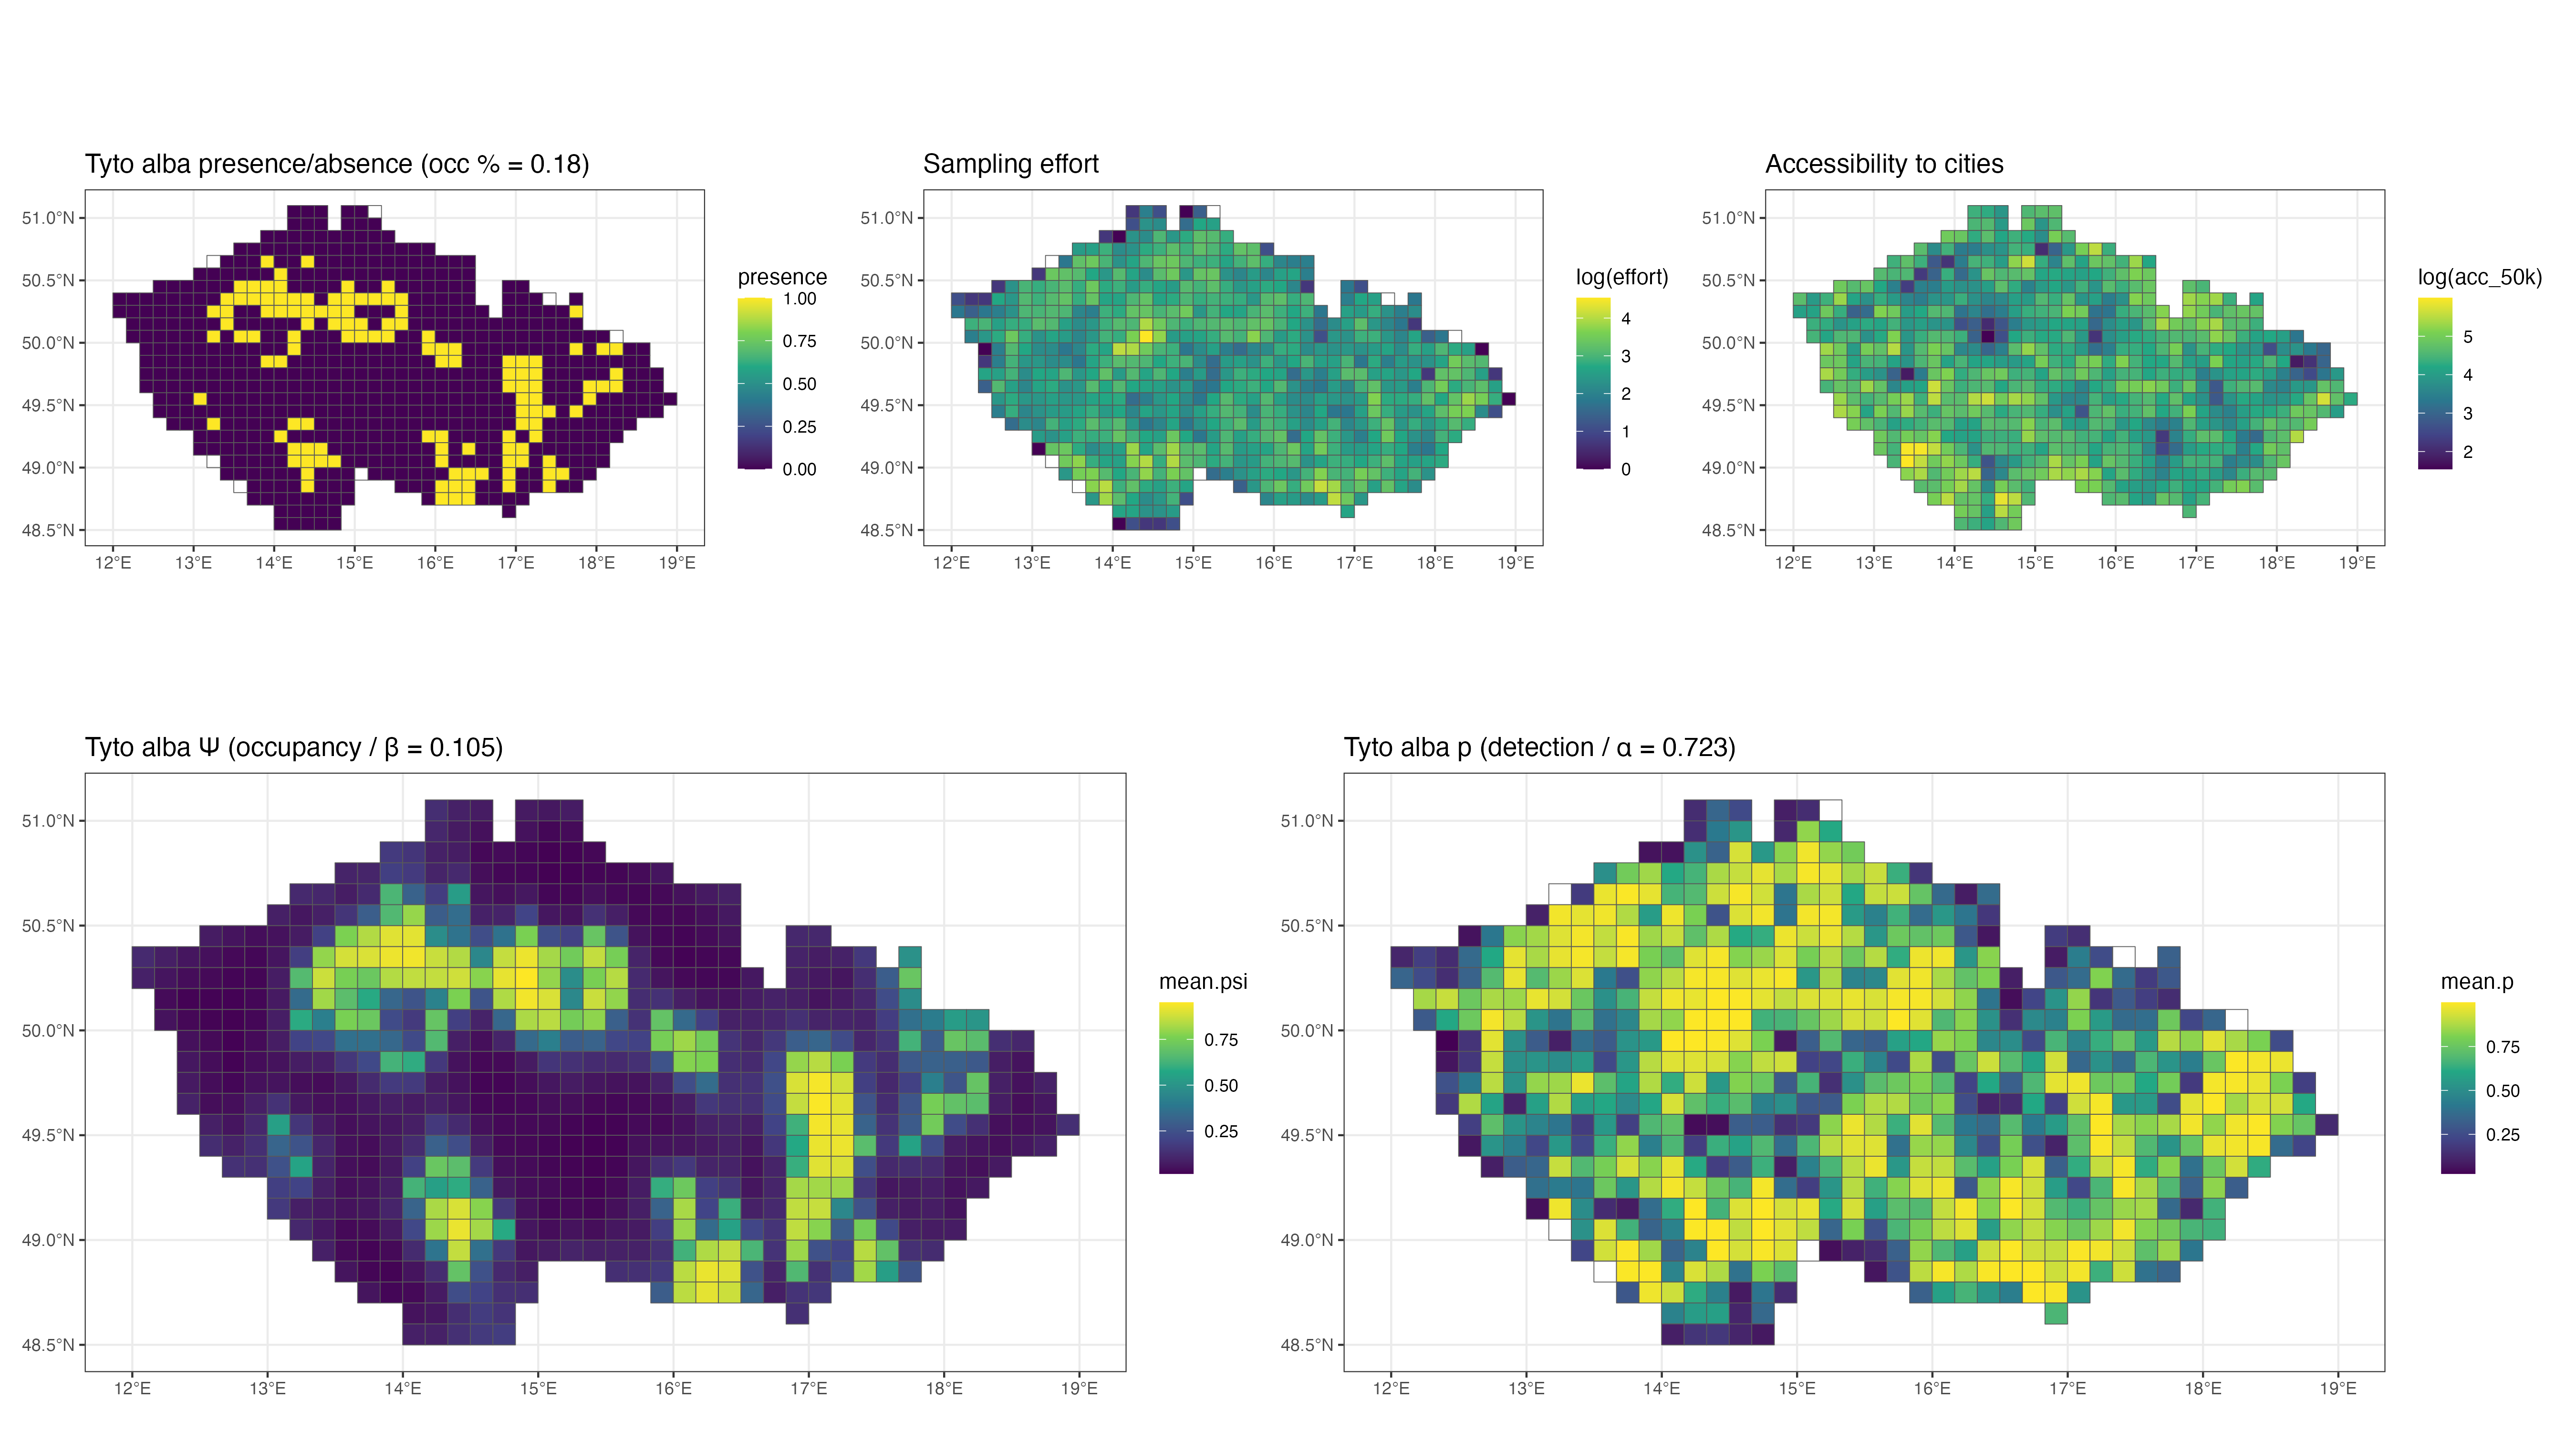 Tyto alba presence/absence (occ % = 0.18)
51.0°N
50.5°N
50.0°N
49.5°N
49.0°N
48.5°N
12°E 13°E 14°E 15°E 16°E 17°E 18°E 19°E
presence
1.00
0.75
0.50
0.25
0.00
Sampling effort
51.0°N
50.5°N
50.0°N
49.5°N
49.0°N
48.5°N
12°E 13°E 14°E 15°E 16°E 17°E 18°E 19°E
log(effort)
4
3
2
1
0
Accessibility to cities
51.0°N
50.5°N
50.0°N
49.5°N
49.0°N
48.5°N
12°E 13°E 14°E 15°E 16°E 17°E 18°E 19°E
log(acc_50k)
5
4
3
2
Tyto alba Ψ (occupancy / β = 0.105)
51.0°N
50.5°N
50.0°N
49.5°N
49.0°N
48.5°N
12°E 13°E 14°E 15°E 16°E 17°E 18°E 19°E
mean.psi
0.75
0.50
0.25
Tyto alba p (detection / α = 0.723)
51.0°N
50.5°N
50.0°N
49.5°N
49.0°N
48.5°N
12°E 13°E 14°E 15°E 16°E 17°E 18°E 19°E
mean.p
0.75
0.50
0.25